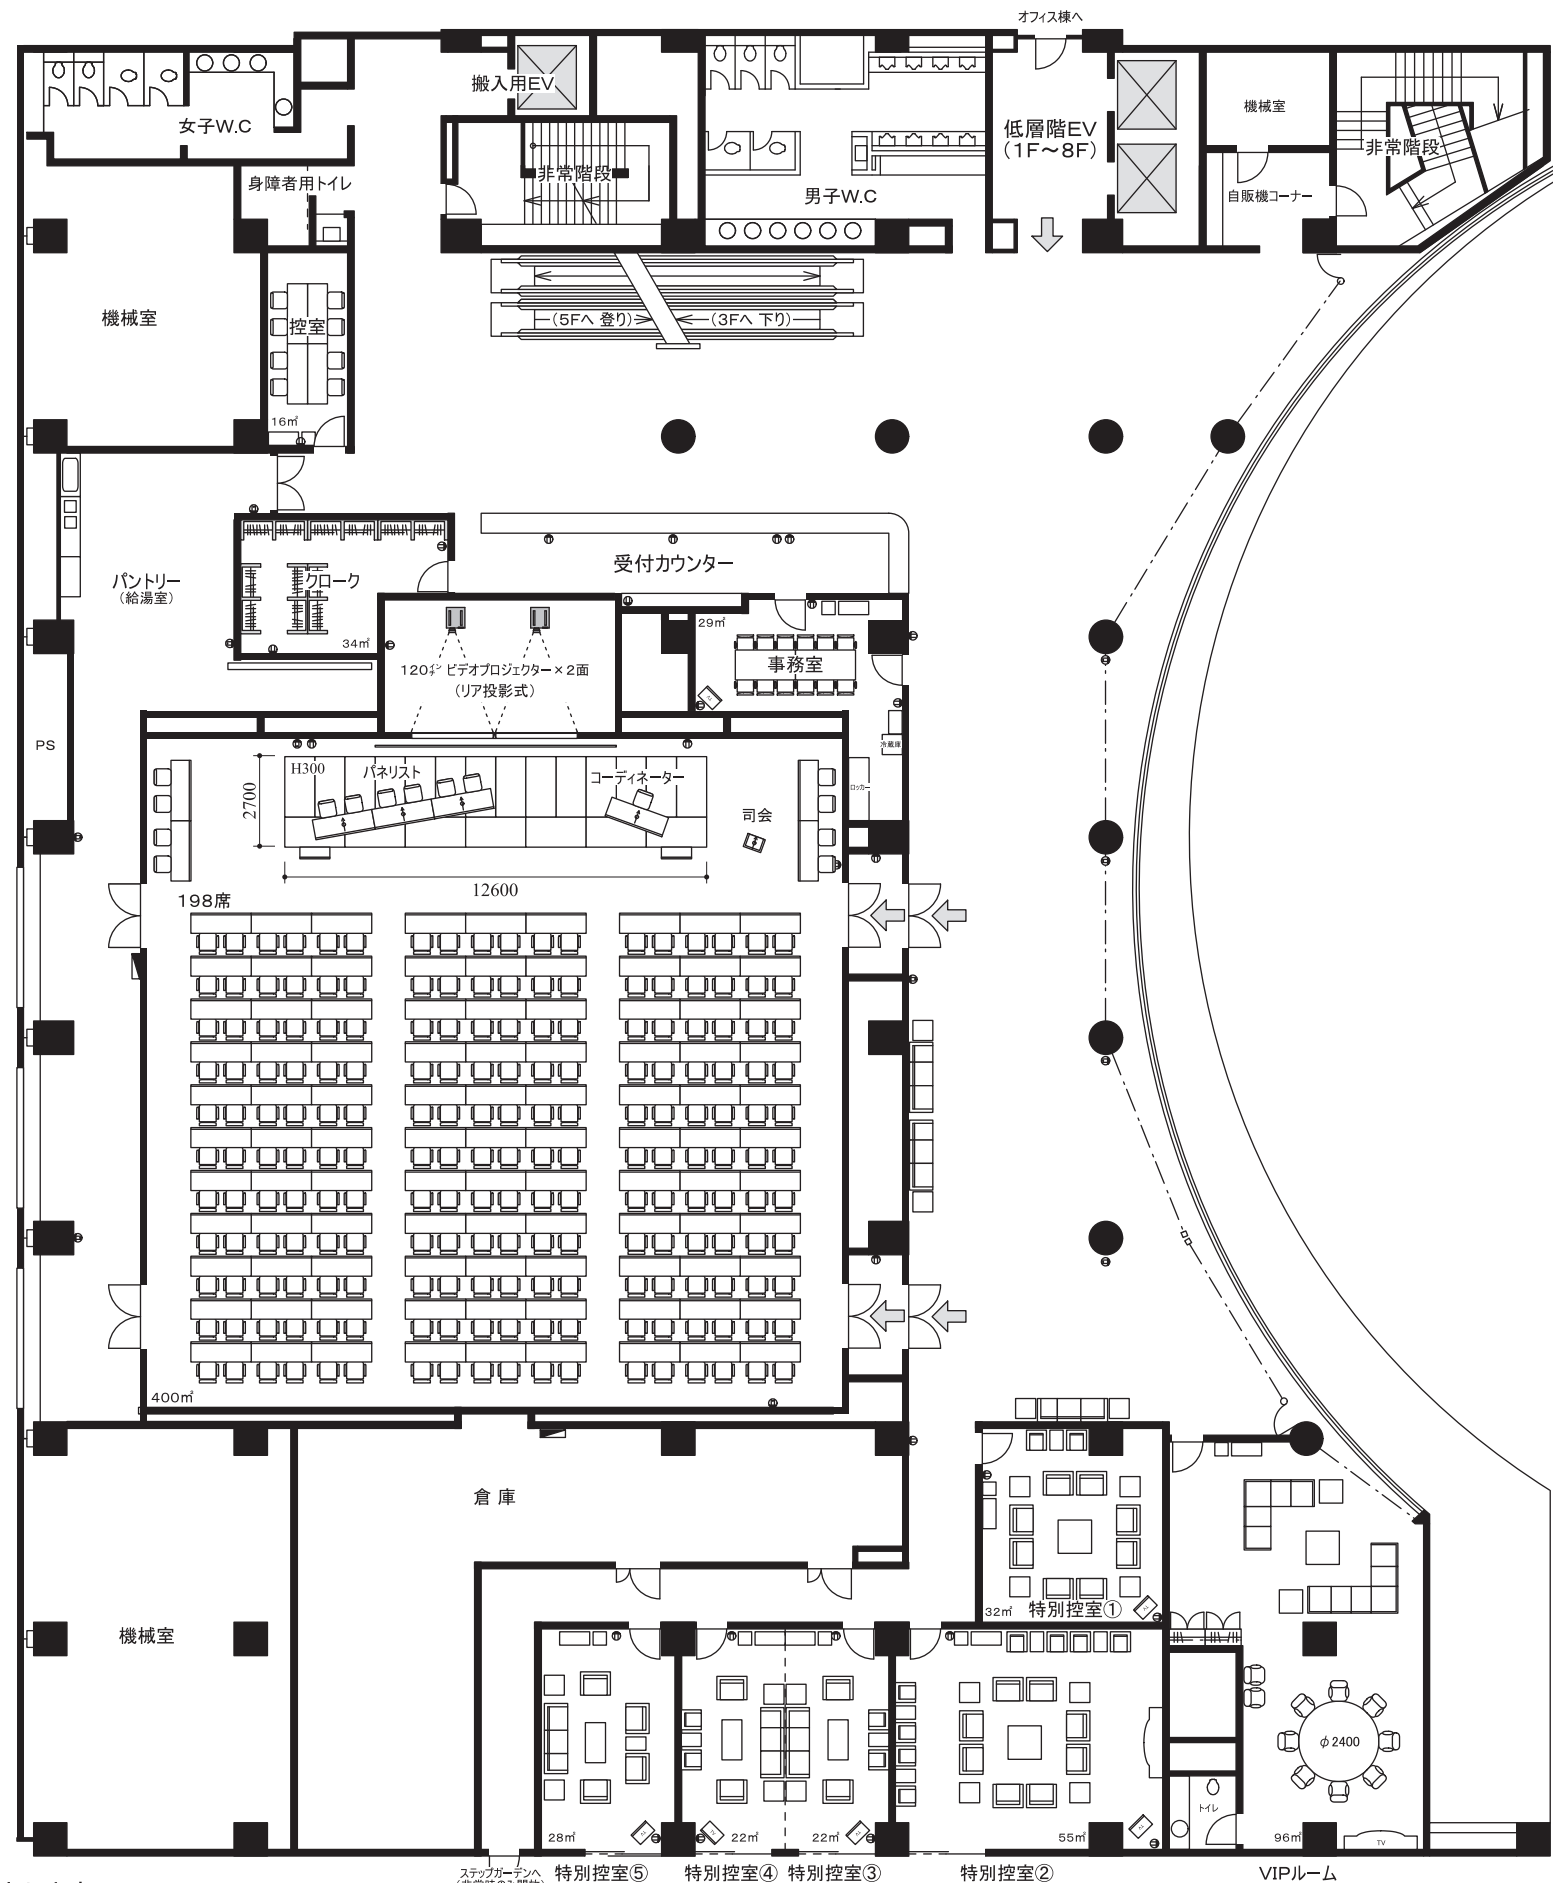 オフィス棟へ
搬入用EV
女子W.C
低層階EV
(1F～8F)
機械室
非常階段
非常階段
身障者用トイレ
男子W.C
自販機コーナー
機械室
控室
(5Fへ 登り)
(3Fへ 下り)
16㎡
受付カウンター
パントリー
(給湯室)
クローク
34㎡
29㎡
事務室
120インチ ビデオプロジェクター×2面
(リア投影式)
PS
冷蔵庫
H300
パネリスト
コーディネーター
2700
司会
ロッカー
12600
198席
400㎡
倉庫
機械室
32㎡
特別控室①
φ2400
トイレ
28㎡
22㎡
22㎡
55㎡
96㎡
TV
ステップガーデンへ
特別控室⑤
特別控室④
特別控室③
特別控室②
VIPルーム